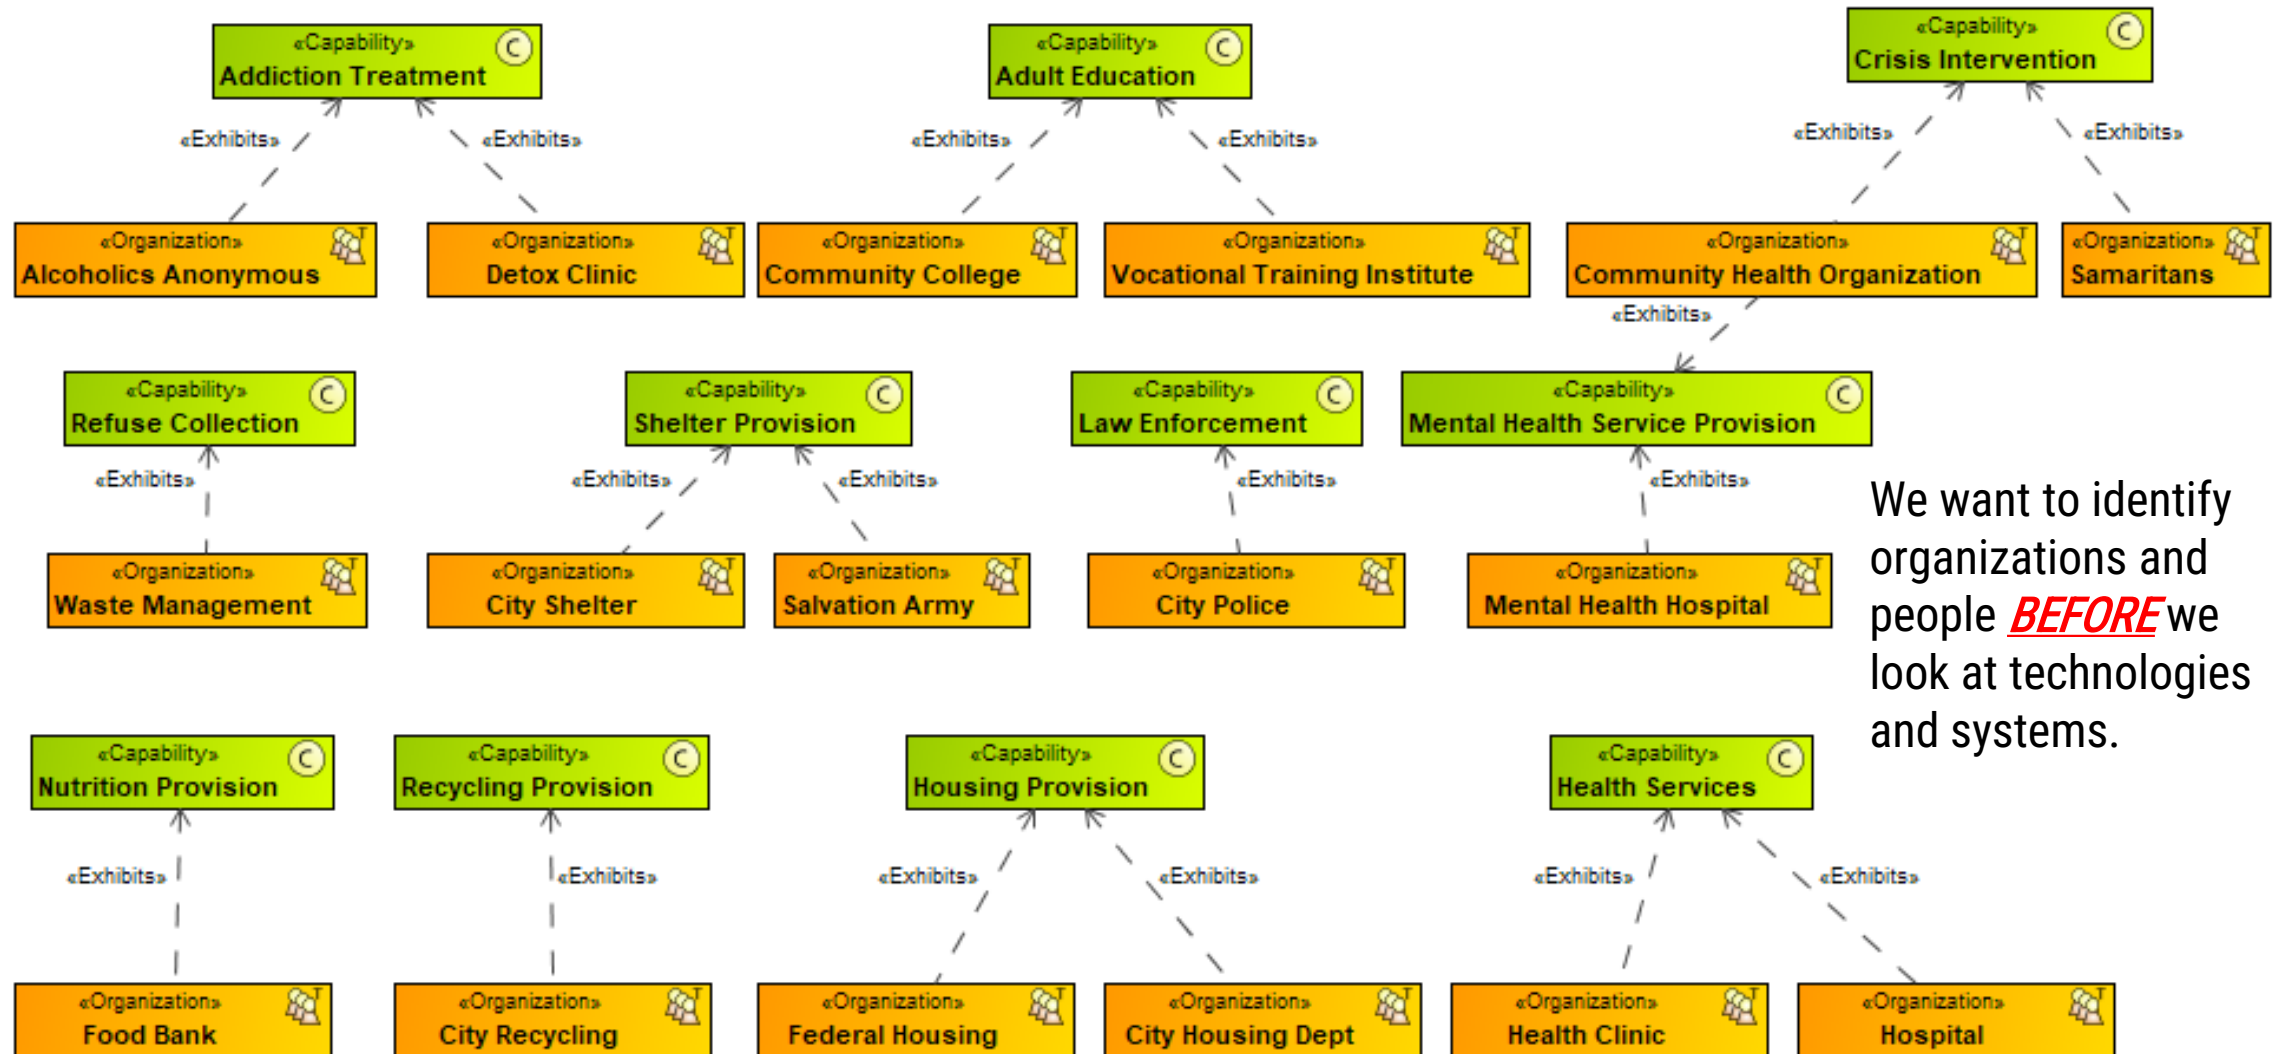 «Capability»
Addiction Treatment
C
«Capability»
Adult Education
C
«Capability»
Crisis Intervention
C
«Exhibits»
«Exhibits»
«Exhibits»
«Exhibits»
«Exhibits»
«Exhibits»
«Organization»
Alcoholics Anonymous
T
«Organization»
Detox Clinic
T
«Organization»
Community College
T
«Organization»
Vocational Training Institute
T
«Organization»
Community Health Organization
T
«Organization»
Samaritans
T
«Exhibits»
«Capability»
Refuse Collection
C
«Capability»
Shelter Provision
C
«Capability»
Law Enforcement
C
«Capability»
Mental Health Service Provision
C
«Exhibits»
«Exhibits»
«Exhibits»
«Exhibits»
«Exhibits»
«Organization»
Waste Management
T
«Organization»
City Shelter
T
«Organization»
Salvation Army
T
«Organization»
City Police
T
«Organization»
Mental Health Hospital
T
We want to identify
organizations and
people BEFORE we
look at technologies
and systems.
«Capability»
Nutrition Provision
C
«Capability»
Recycling Provision
C
«Capability»
Housing Provision
C
«Capability»
Health Services
C
«Exhibits»
«Exhibits»
«Exhibits»
«Exhibits»
«Exhibits»
«Exhibits»
«Organization»
Food Bank
T
«Organization»
City Recycling
T
«Organization»
Federal Housing
T
«Organization»
City Housing Dept
T
«Organization»
Health Clinic
T
«Organization»
Hospital
T